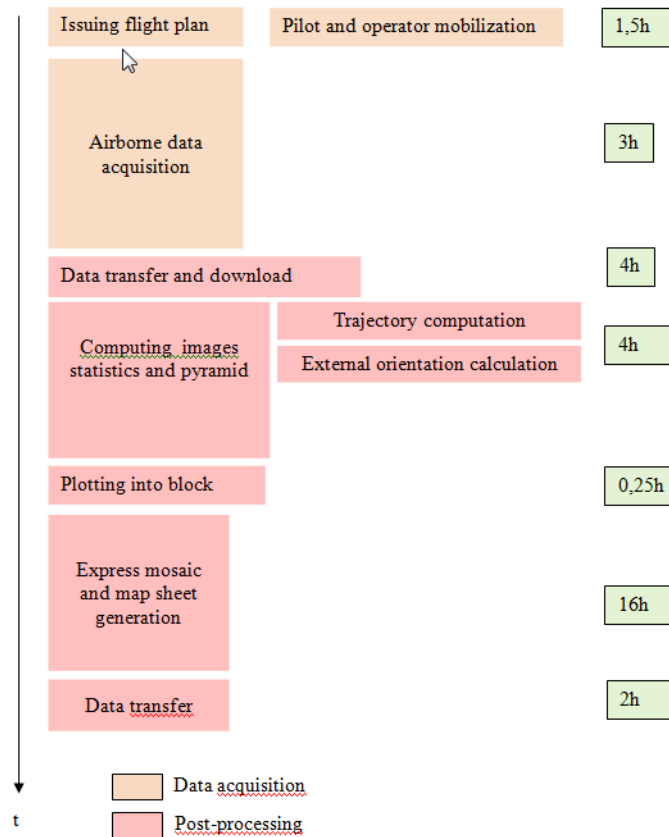 Issuing flight plan
Pilot and operator mobilization
1,5h
Airborne data
acquisition
3h
Data transfer and download
4h
Computing images
statistics and pyramid
Trajectory computation
External orientation calculation
4h
Plotting into block
0,25h
Express mosaic
and map sheet
generation
16h
Data transfer
2h
t
Data acquisition
Post-processing